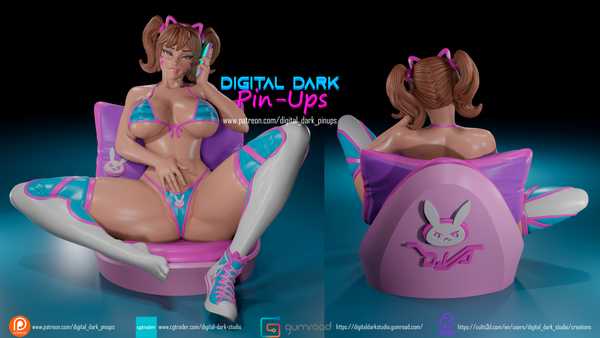 DIGITAL DARK
Pin-Ups
www.patreon.com/digital_dark_pinups
D.Va
www.patreon.com/digital_dark_pinups
cgtrader
www.cgtrader.com/digital-dark-studio
gumroad
https://digitaldarkstudio.gumroad.com/
https://cults3d.com/en/users/digital_dark_studio/creations